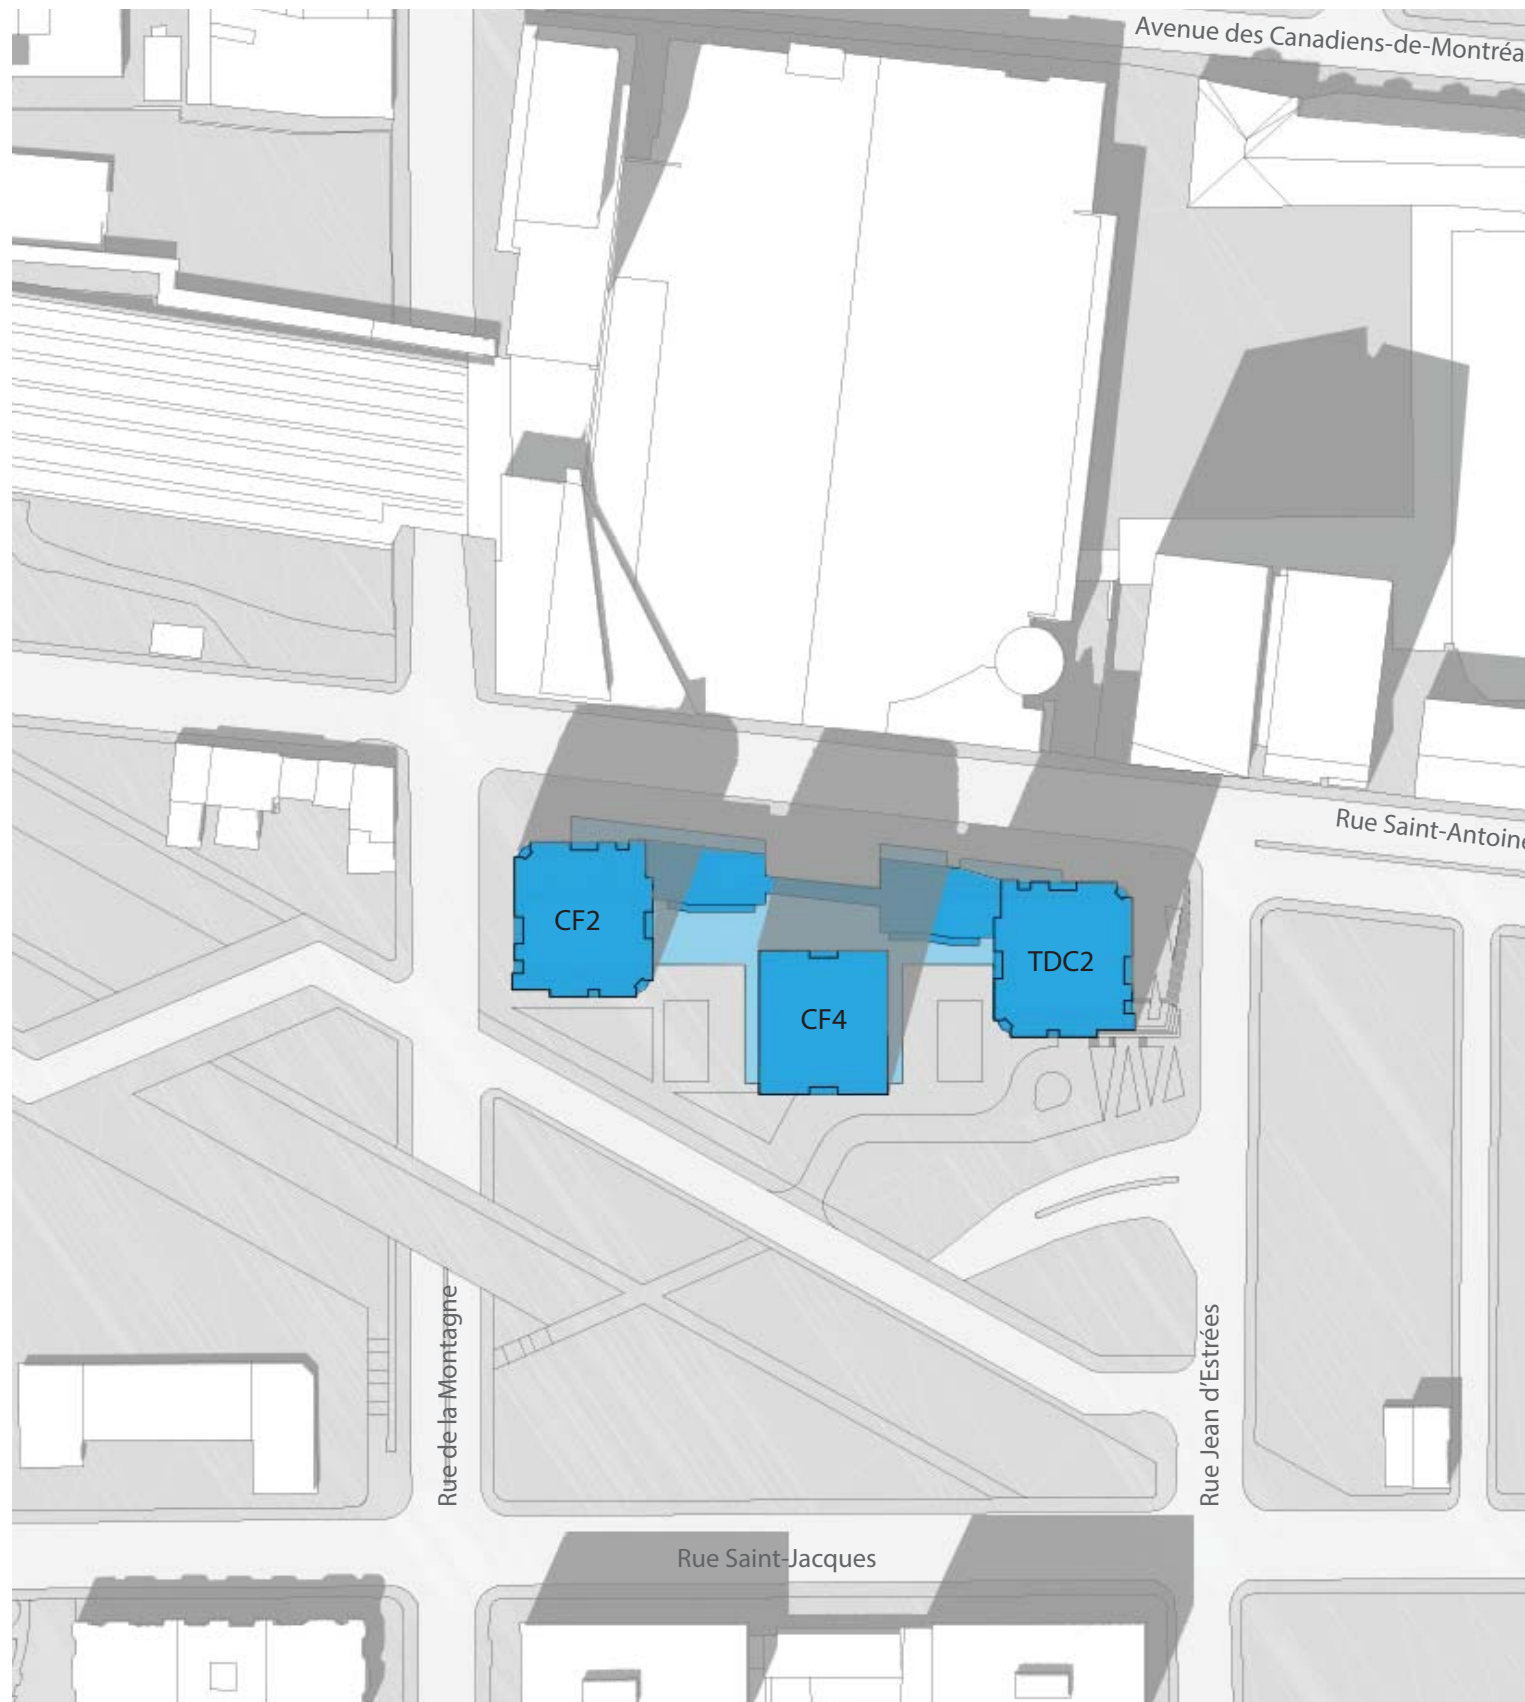 Avenue des Canadiens-de-Montréa
Rue Saint-Antoine
CF2
TDC2
CF4
Rue de la Montagne
Rue Jean d'Estrées
Rue Saint-Jacques